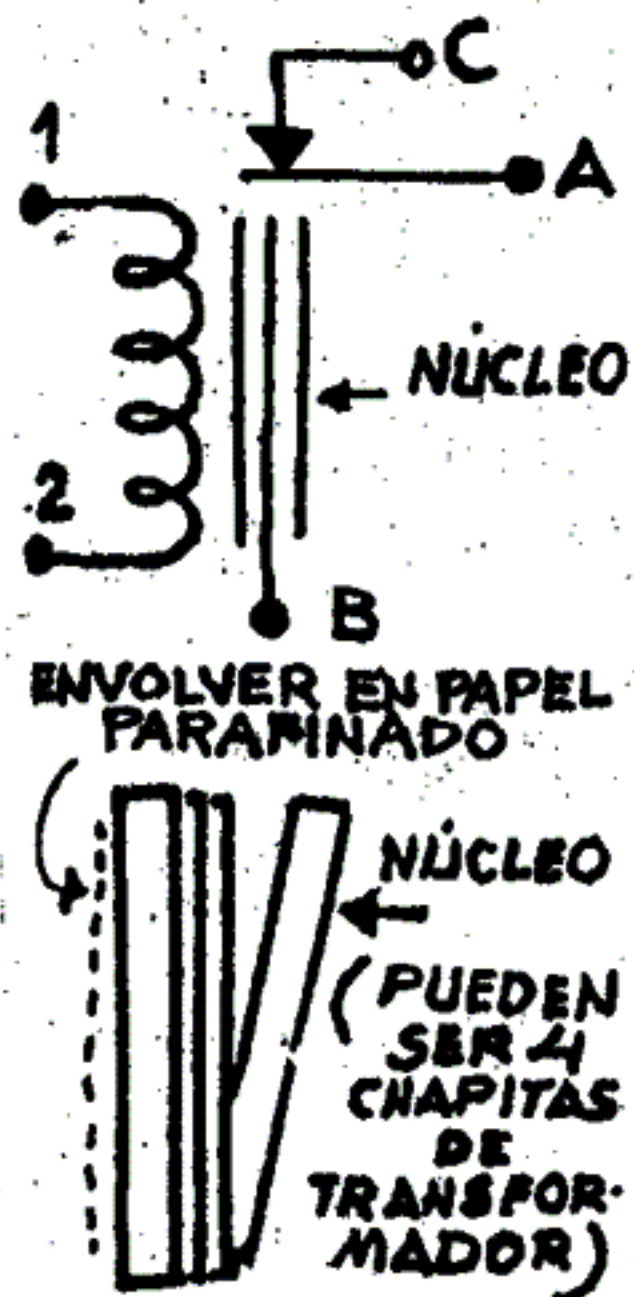 C
1
A
NÚCLEO
2
B
ENVOLVER EN PAPEL
PARAFINADO
NÚCLEO
(PUEDEN
SER 4
CHAPITAS
DE
TRANSFOR-
MADOR)